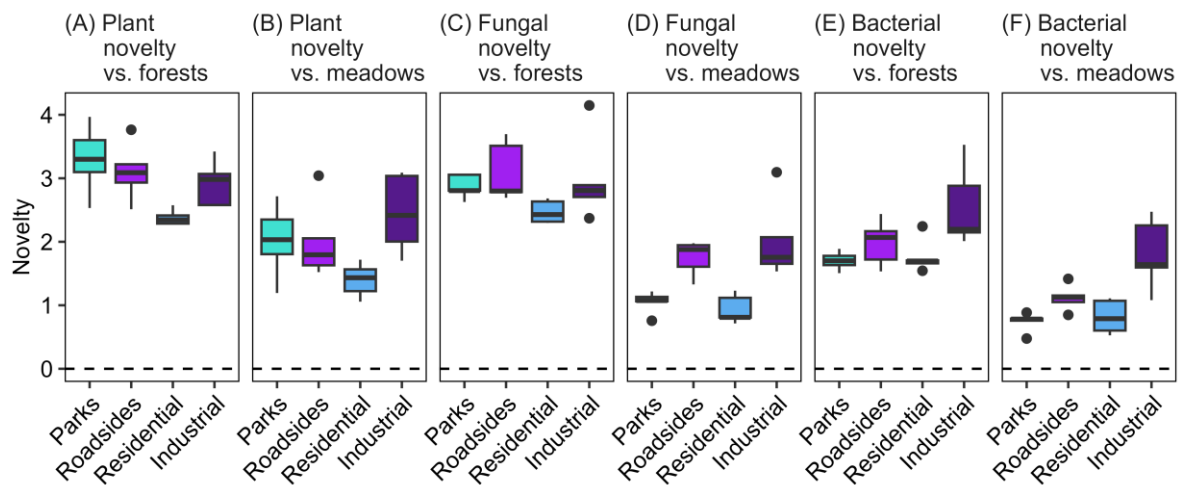 (A) Plant
novelty
vs. forests
(B) Plant
novelty
vs. meadows
(C) Fungal
novelty
vs. forests
(D) Fungal
novelty
vs. meadows
(E) Bacterial
novelty
vs. forests
(F) Bacterial
novelty
vs. meadows
Novelty
4
3
2
1
0
Parks
Roadsides
Residential
Industrial
Parks
Roadsides
Residential
Industrial
Parks
Roadsides
Residential
Industrial
Parks
Roadsides
Residential
Industrial
Parks
Roadsides
Residential
Industrial
Parks
Roadsides
Residential
Industrial